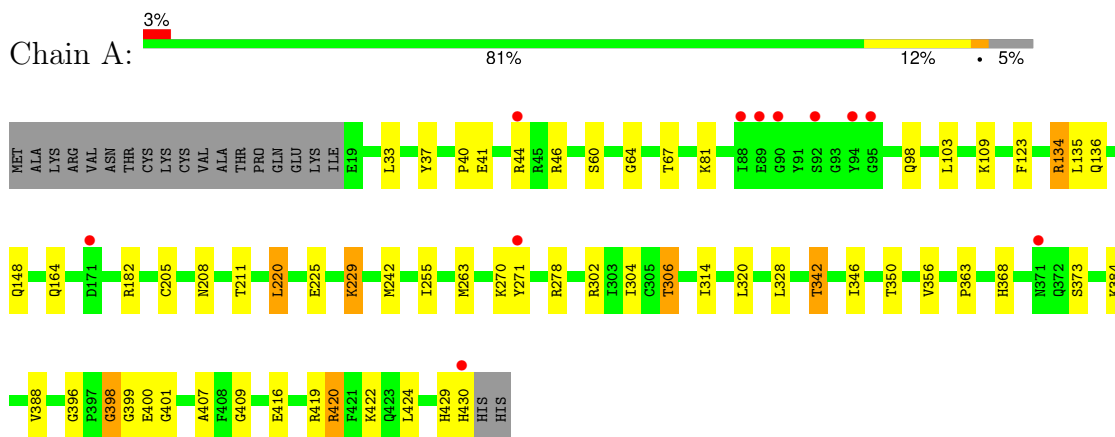 3%
Chain A:
81% 12% • 5%
MET ALA LYS ARG VAL ASN THR CYS LYS CYS VAL ALA THR PRO GLN GLU LYS ILE E19 L33 Y37 P40 E41 R44 R45 R46 S60 G64 T67 K81 I88 E89 G90 Y91 S92 G93 Y94 G95 Q98 L103 K109 F123 R134 L135 Q136
Q148 Q164 D171 R182 C205 N208 T211 L220 E225 K229 M242 I255 M263 K270 Y271 R278 R302 I303 I304 C305 T306 I314 L320 L328 T342 I346 T350 V356 P363 H368 N371 Q372 S373 K384
V388 G396 P397 G398 G399 E400 G401 A407 F408 G409 E416 R419 R420 F421 K422 Q423 L424 H429 H430 HIS HIS